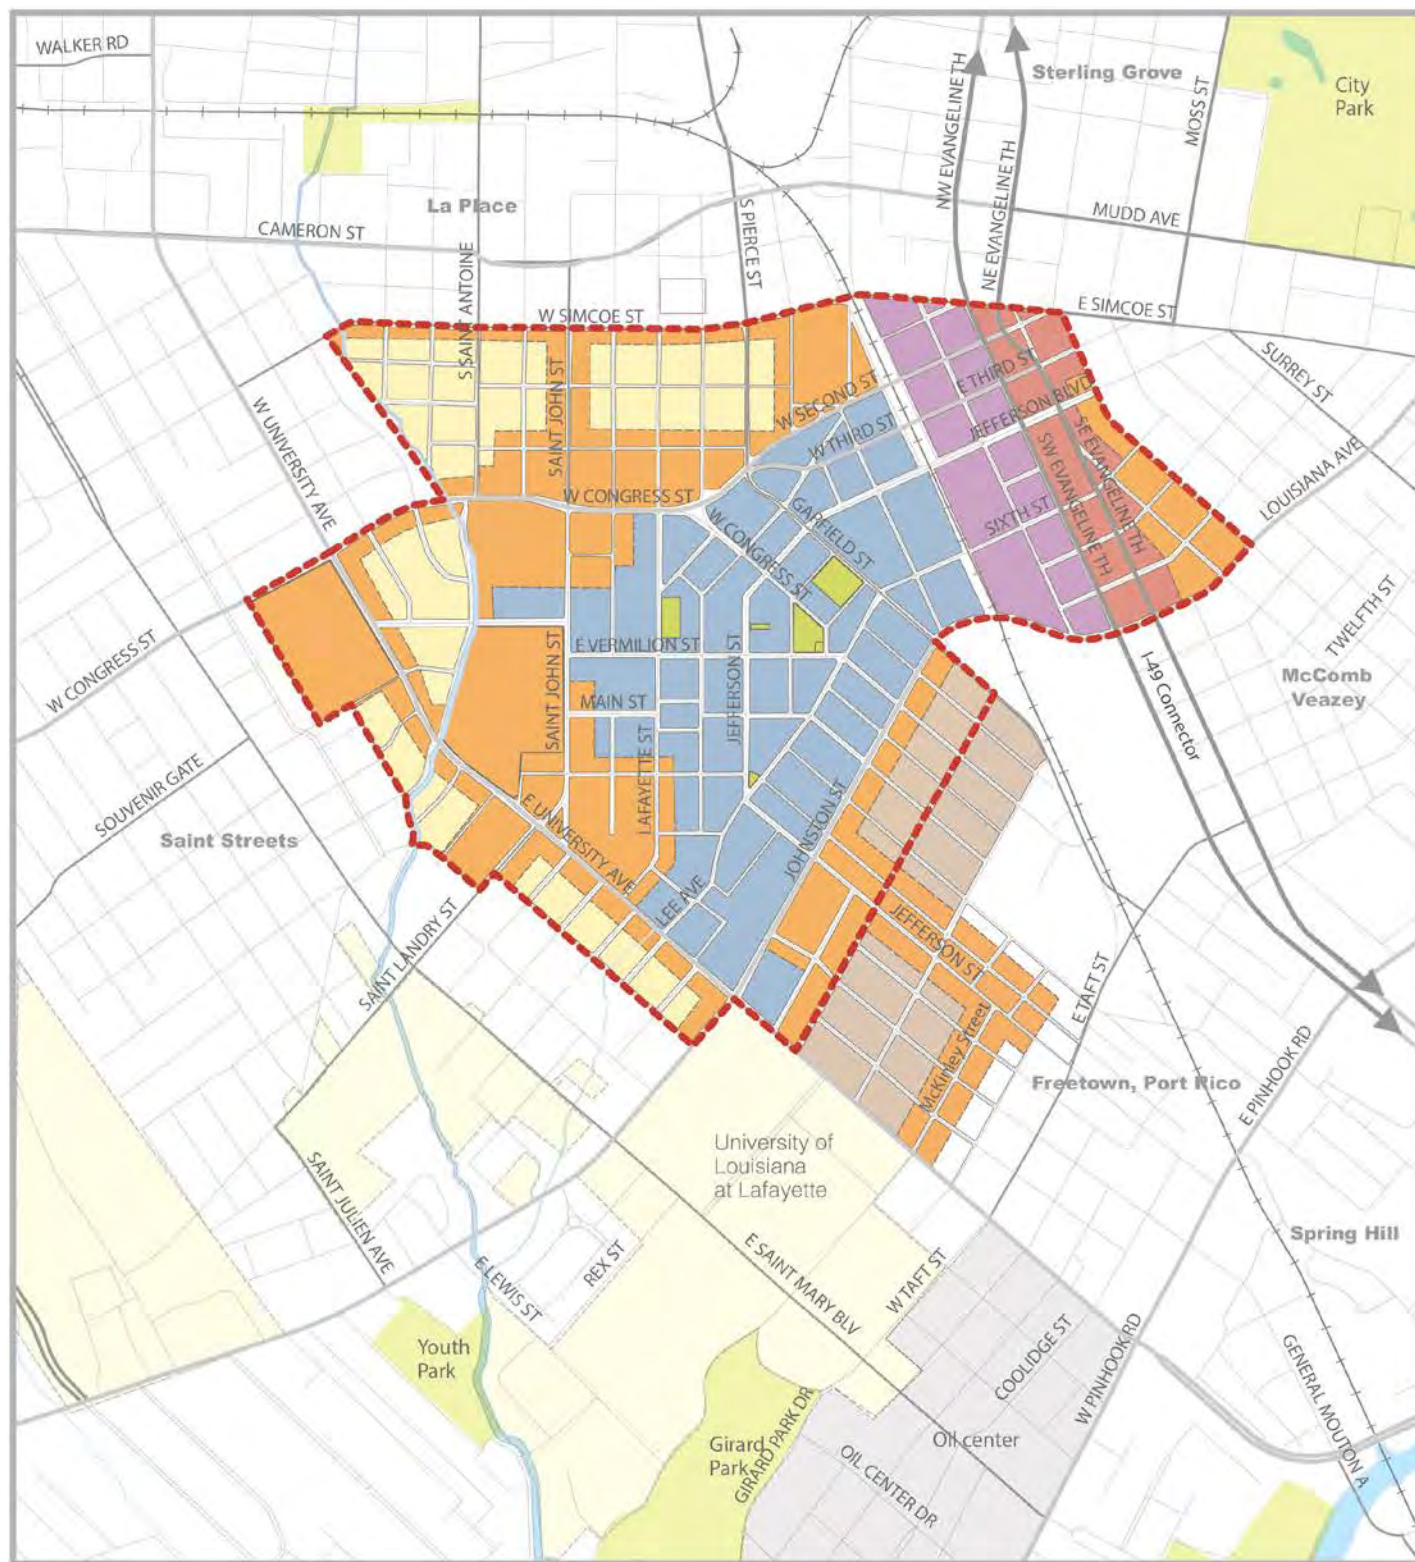 WALKER RD
Sterling Grove
City
Park
MOSS ST
NW EVANGELINE TH
NE EVANGELINE TH
La Place
CAMERON ST
S PIERCE ST
MUDD AVE
S SAINT ANTOINE
W SIMCOE ST
E SIMCOE ST
SURREY ST
SAINT JOHN ST
W SECOND ST
E THIRD ST
JEFFERSON BLVD
W THIRD ST
W UNIVERSITY AVE
SE EVANGELINE TH
SW EVANGELINE TH
LOUISIANA AVE
W CONGRESS ST
GARFIELD ST
W CONGRESS ST
SIXTH ST
TWELFTH ST
W CONGRESS ST
E VERMILION ST
SAINT JOHN ST
JEFFERSON ST
MAIN ST
I-49 Connector
McComb
Veazey
LAFAYETTE ST
SOUVENIR GATE
Saint Streets
E UNIVERSITY AVE
JOHNSTON ST
LEE AVE
SAINT LANDRY ST
JEFFERSON ST
E TAFT ST
McKinley Street
Freetown, Port Rico
E PINHOOK RD
University of
Louisiana
at Lafayette
SAINT JULIEN AVE
E LEWIS ST
REX ST
E SAINT MARY BLV
W TAFT ST
Spring Hill
Youth
Park
COOLIDGE ST
W PINHOOK RD
GENERAL MOUTON A
Girard
Park
GIRARD PARK DR
Oil center
OIL CENTER DR